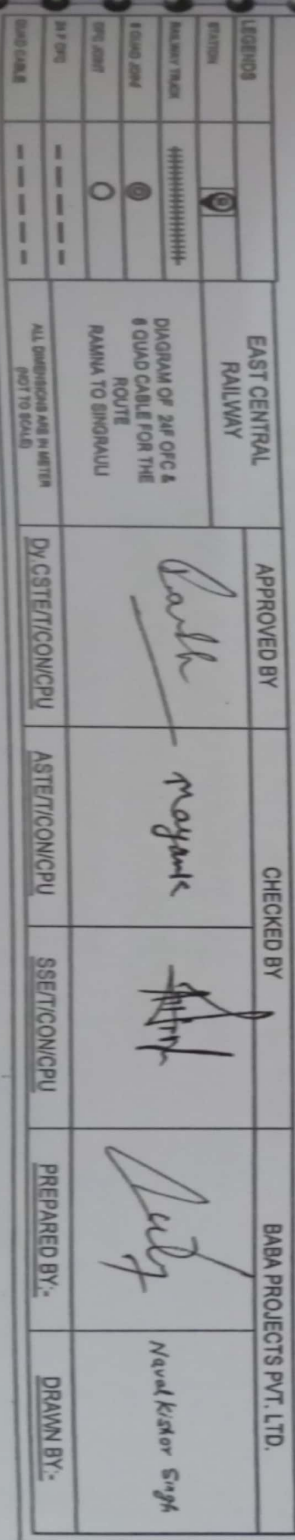 LEGENDS
STATION
RAILWAY TRACK
6 QUAD JOINT
OFC JOINT
24 F OFC
QUAD CABLE
EAST CENTRAL
RAILWAY
DIAGRAM OF 24F OFC &
6 QUAD CABLE FOR THE
ROUTE
RAMNA TO SINGRAULI
ALL DIMENSIONS ARE IN METER
(NOT TO SCALE)
APPROVED BY
Dy.CSTE/T/CON/CPU
CHECKED BY
Mayank
ASTE/T/CON/CPU
SSE/T/CON/CPU
BABA PROJECTS PVT. LTD.
PREPARED BY:-
Naval Kishor Singh
DRAWN BY:-